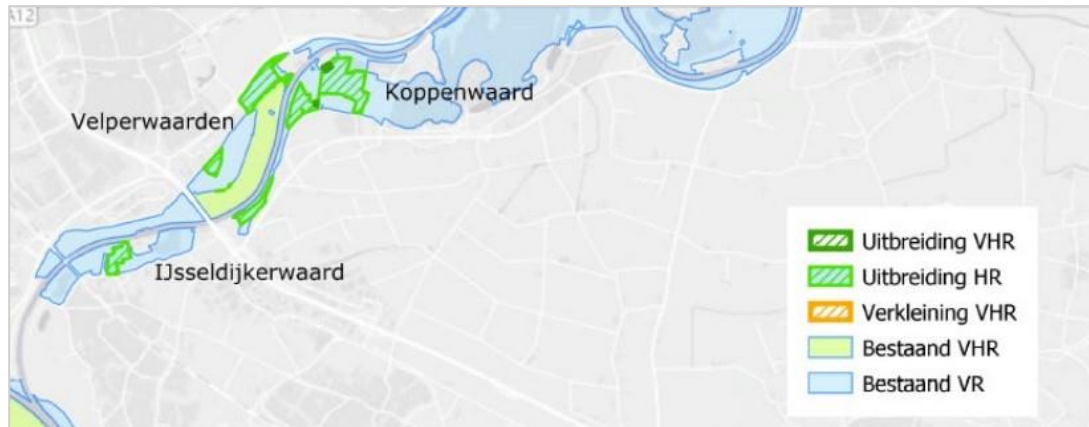 A12
Koppenwaard
Velperwaarden
IJsseldijkerwaard
Uitbreiding VHR
Uitbreiding HR
Verkleining VHR
Bestaand VHR
Bestaand VR